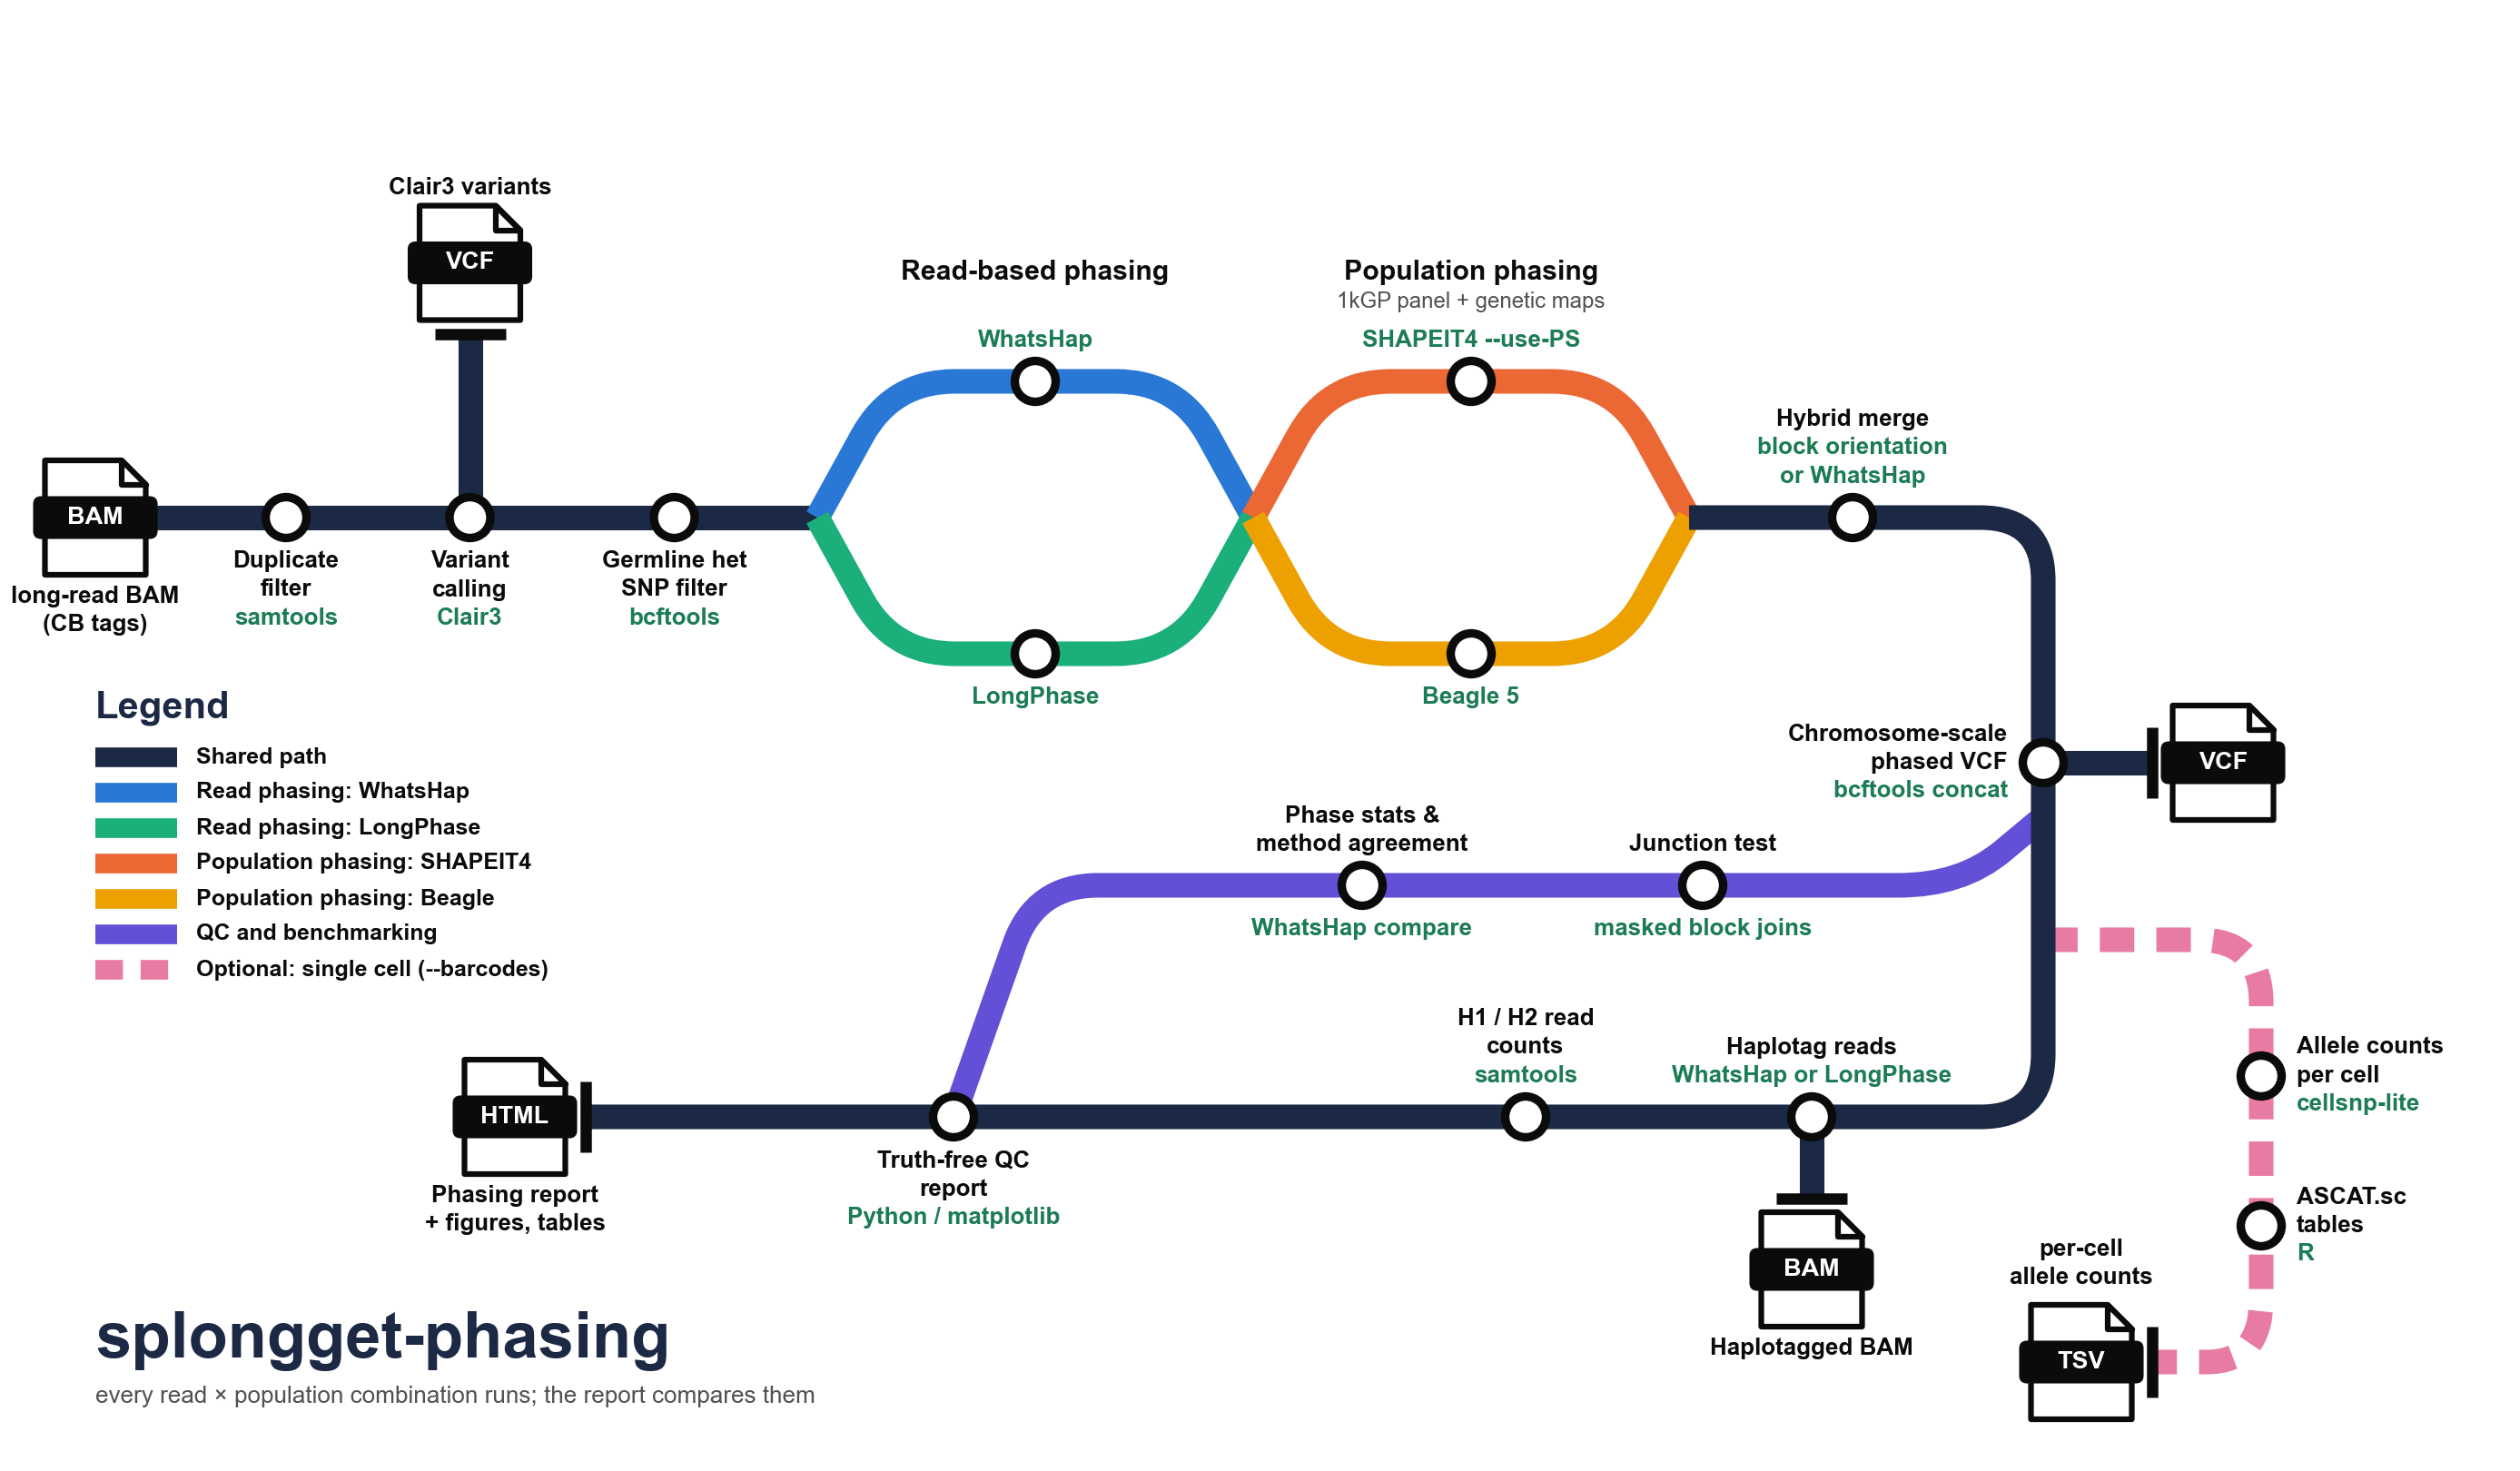 Clair3 variants
VCF
Read-based phasing
Population phasing
1kGP panel + genetic maps
WhatsHap
SHAPEIT4 --use-PS
Hybrid merge
block orientation
or WhatsHap
BAM
long-read BAM
(CB tags)
Duplicate
filter
samtools
Variant
calling
Clair3
Germline het
SNP filter
bcftools
LongPhase
Beagle 5
Legend
Shared path
Read phasing: WhatsHap
Read phasing: LongPhase
Population phasing: SHAPEIT4
Population phasing: Beagle
QC and benchmarking
Optional: single cell (--barcodes)
Chromosome-scale
phased VCF
bcftools concat
VCF
Phase stats &
method agreement
WhatsHap compare
Junction test
masked block joins
H1 / H2 read
counts
samtools
Haplotag reads
WhatsHap or LongPhase
Allele counts
per cell
cellsnp-lite
HTML
Phasing report
+ figures, tables
Truth-free QC
report
Python / matplotlib
BAM
Haplotagged BAM
ASCAT.sc
tables
R
per-cell
allele counts
TSV
splongget-phasing
every read × population combination runs; the report compares them